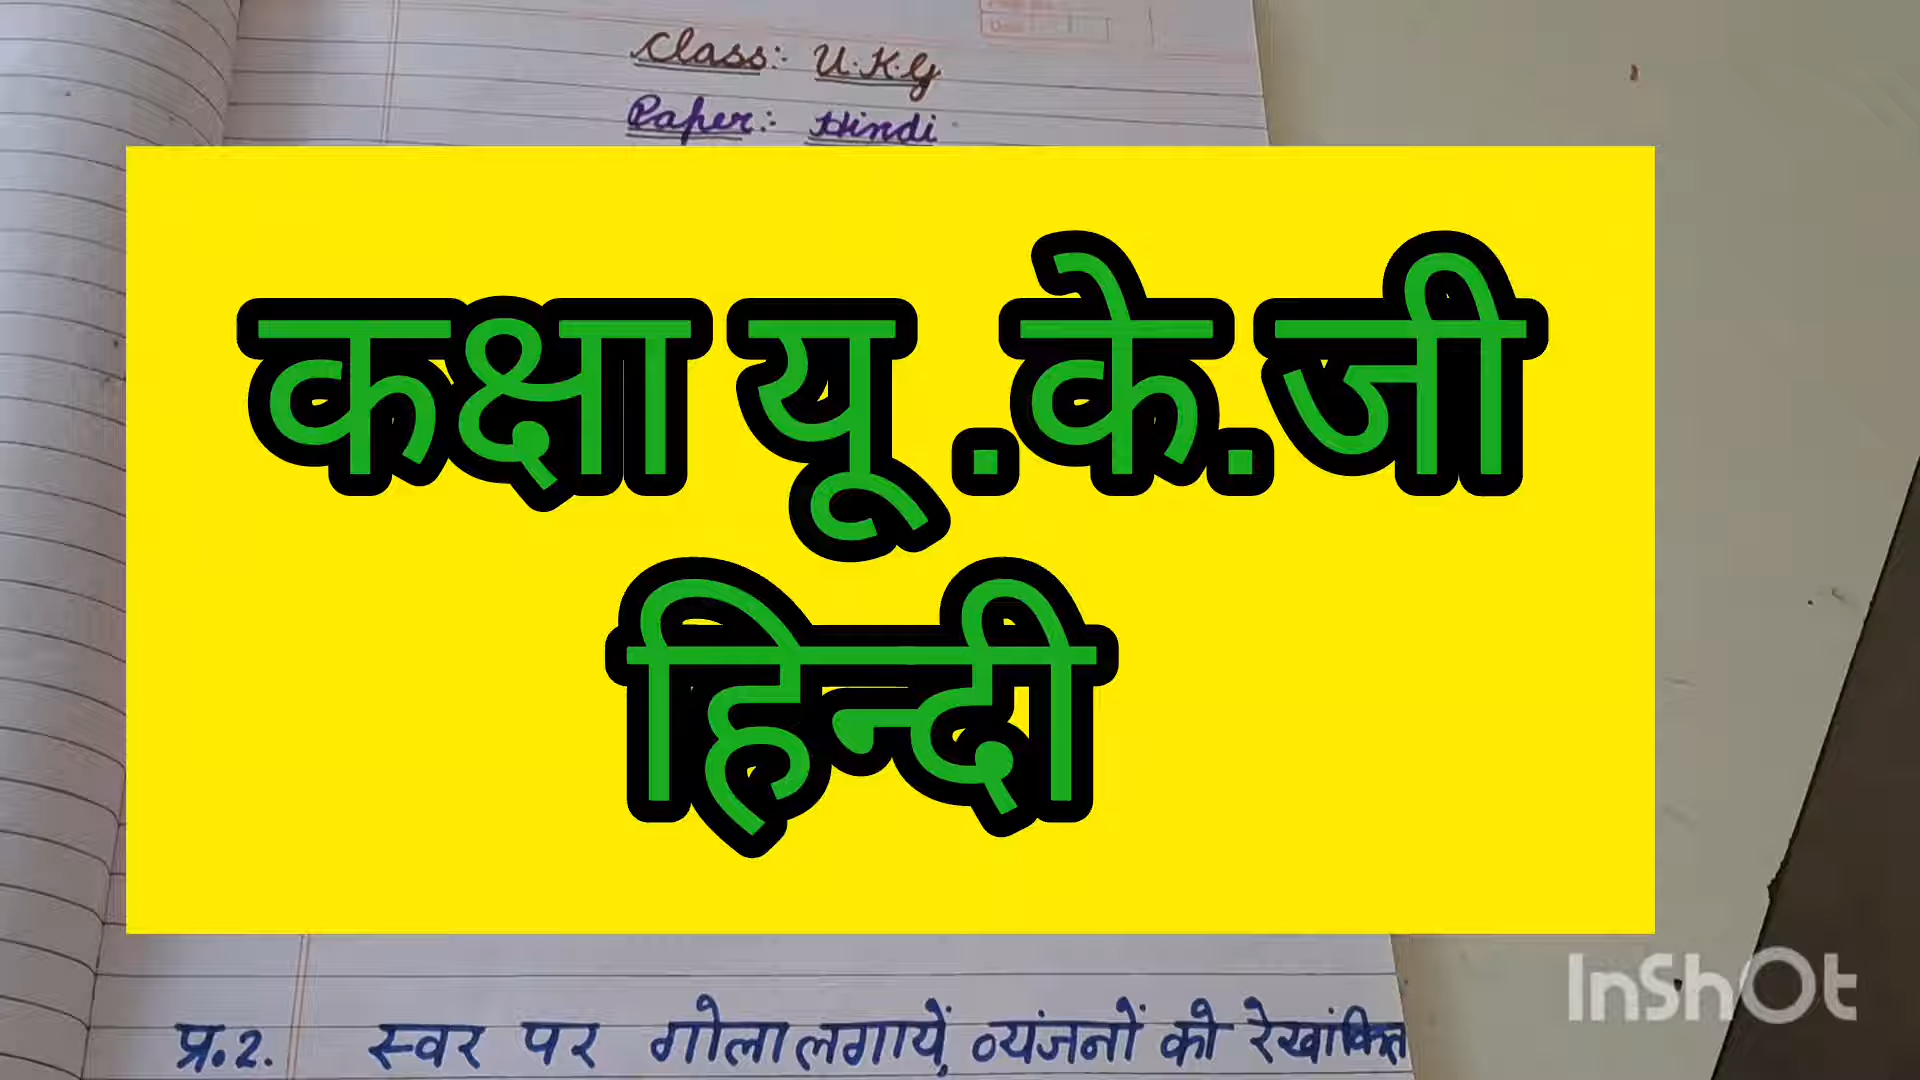 Class:- U.K.G
Paper:- Hindi
कक्षा यू .के.जी
हिन्दी
प्र.2. स्वर पर गोला लगायें, व्यंजनों को रेखांकित
InShOt